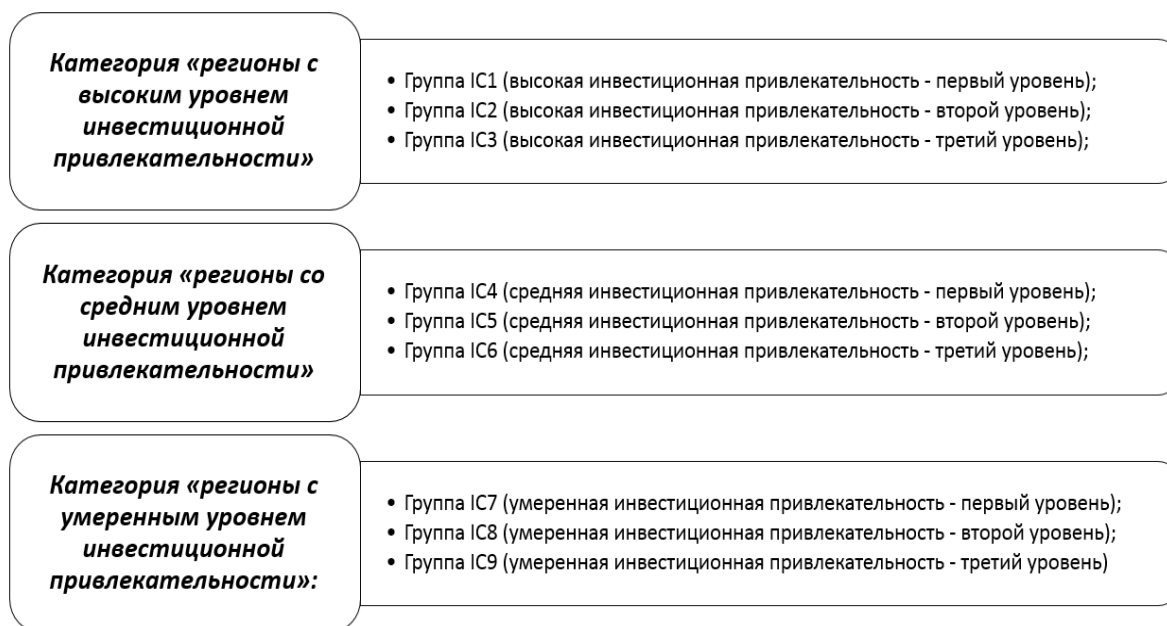 Категория «регионы с
высоким уровнем
инвестиционной
привлекательности»
• Группа IC1 (высокая инвестиционная привлекательность - первый уровень);
• Группа IC2 (высокая инвестиционная привлекательность - второй уровень);
• Группа IC3 (высокая инвестиционная привлекательность - третий уровень);
Категория «регионы со
средним уровнем
инвестиционной
привлекательности»
• Группа IC4 (средняя инвестиционная привлекательность - первый уровень);
• Группа IC5 (средняя инвестиционная привлекательность - второй уровень);
• Группа IC6 (средняя инвестиционная привлекательность - третий уровень);
Категория «регионы с
умеренным уровнем
инвестиционной
привлекательности»:
• Группа IC7 (умеренная инвестиционная привлекательность - первый уровень);
• Группа IC8 (умеренная инвестиционная привлекательность - второй уровень);
• Группа IC9 (умеренная инвестиционная привлекательность - третий уровень)